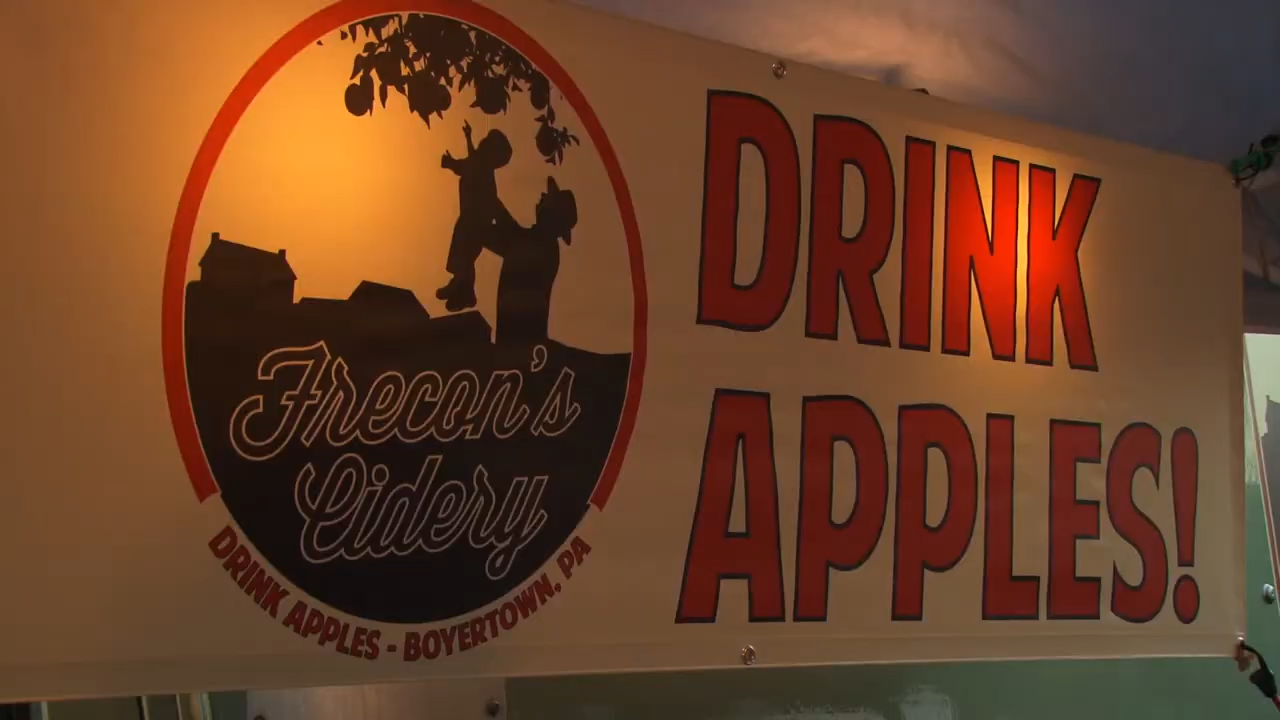 Frecon's
Cidery
DRINK APPLES - BOYERTOWN, PA
DRINK
APPLES!